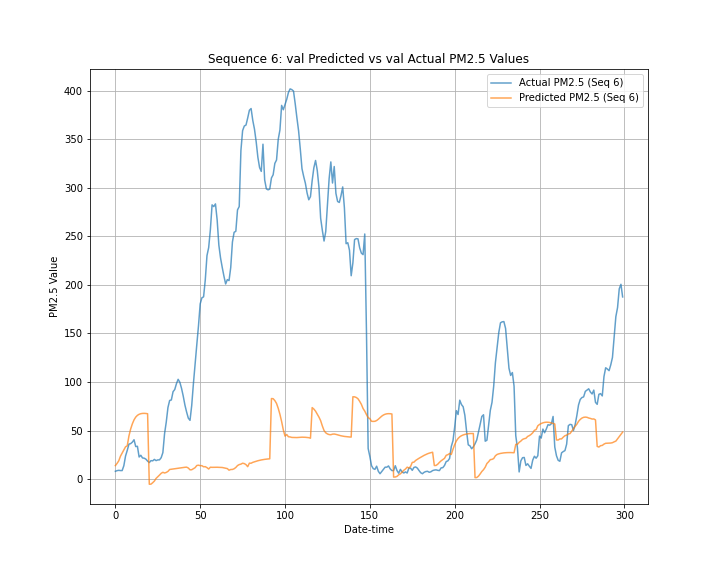 Sequence 6: val Predicted vs val Actual PM2.5 Values
Actual PM2.5 (Seq 6)
Predicted PM2.5 (Seq 6)
400
350
300
250
200
150
100
50
0
PM2.5 Value
0 50 100 150 200 250 300
Date-time